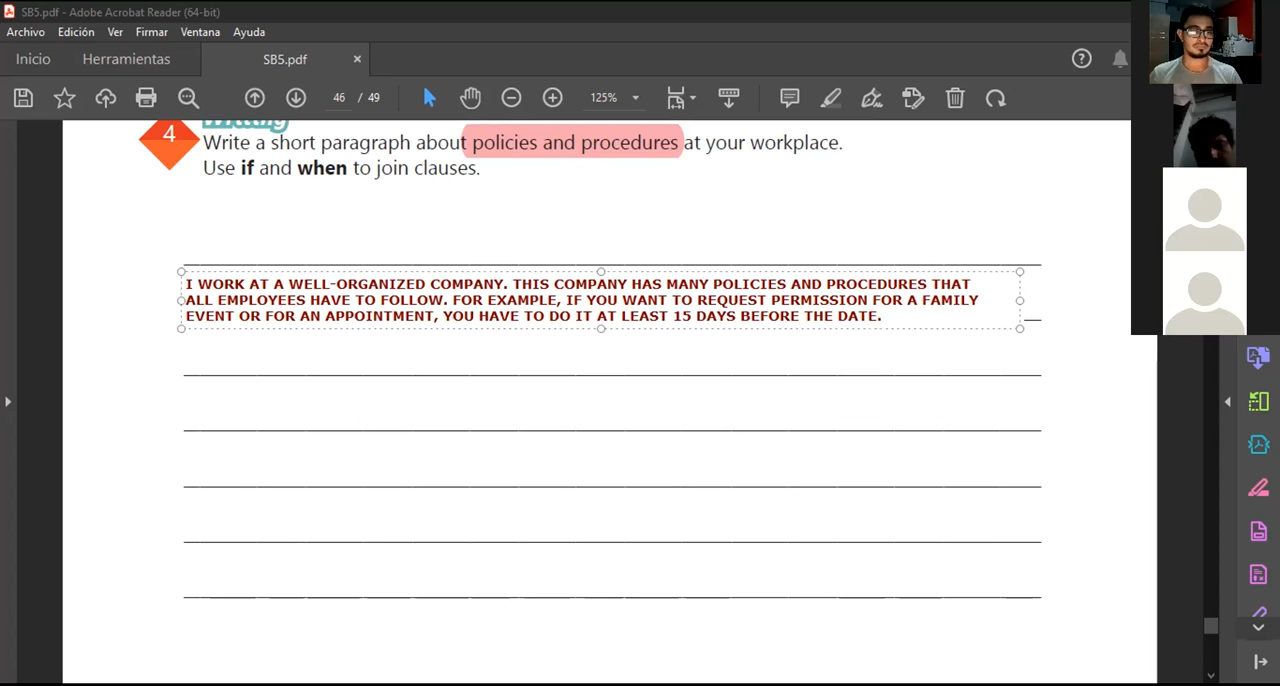 SB5.pdf - Adobe Acrobat Reader (64-bit)
Archivo Edición Ver Firmar Ventana Ayuda
Inicio Herramientas SB5.pdf ×
46 / 49 125%
4
Write a short paragraph about policies and procedures at your workplace.
Use if and when to join clauses.
I WORK AT A WELL-ORGANIZED COMPANY. THIS COMPANY HAS MANY POLICIES AND PROCEDURES THAT
ALL EMPLOYEES HAVE TO FOLLOW. FOR EXAMPLE, IF YOU WANT TO REQUEST PERMISSION FOR A FAMILY
EVENT OR FOR AN APPOINTMENT, YOU HAVE TO DO IT AT LEAST 15 DAYS BEFORE THE DATE.